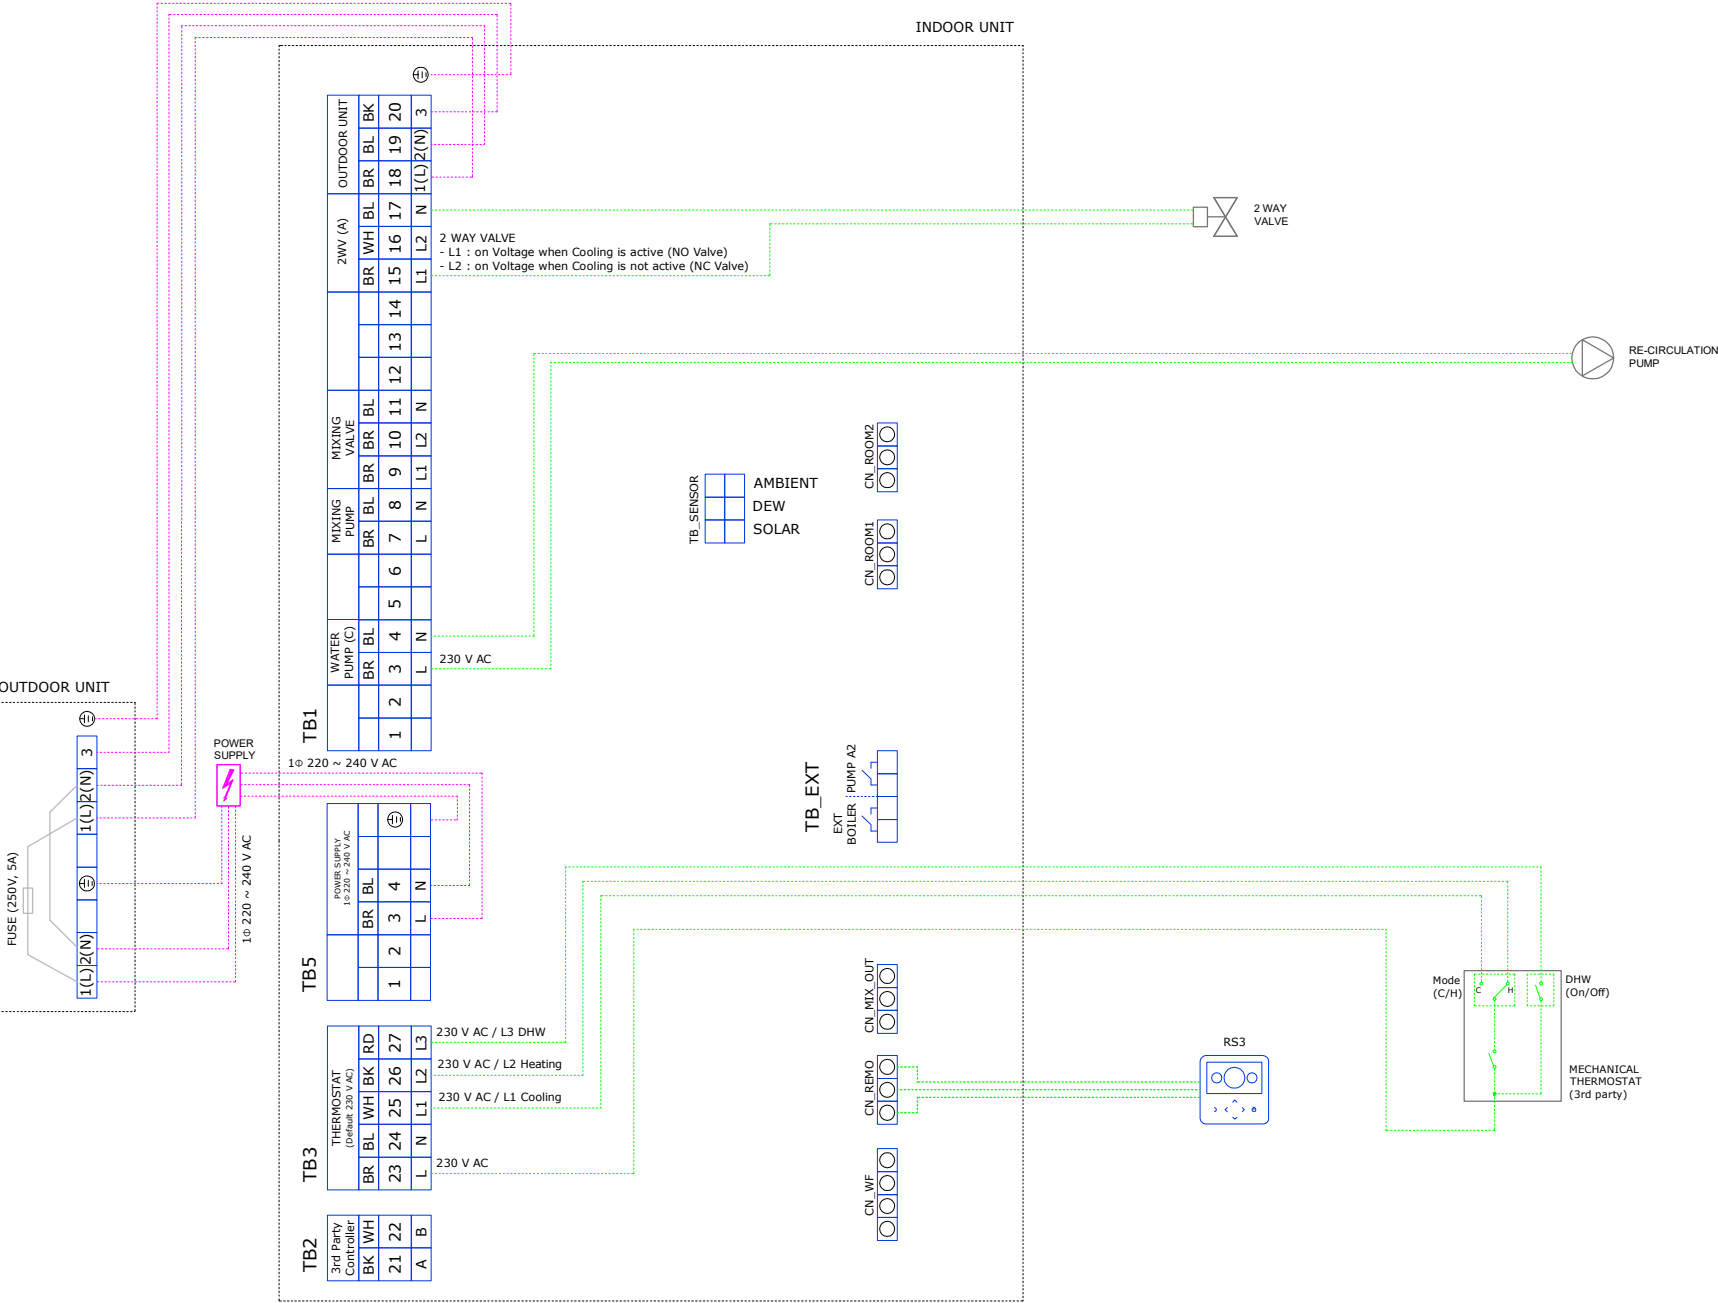 INDOOR UNIT
OUTDOOR UNIT
BK 20 3
BL 19 2(N)
BR 18 1(L)
2WV (A)
BL 17 N
WH 16 L2
BR 15 L1
14
13
12
MIXING
VALVE
BL 11 N
BR 10 L2
BR 9 L1
MIXING
PUMP
BL 8 N
BR 7 L
6
5
WATER
PUMP (C)
BL 4 N
BR 3 L
2
1
TB1
2 WAY VALVE
- L1 : on Voltage when Cooling is active (NO Valve)
- L2 : on Voltage when Cooling is not active (NC Valve)
230 V AC
2 WAY
VALVE
RE-CIRCULATION
PUMP
TB_SENSOR
AMBIENT
DEW
SOLAR
CN_ROOM2
CN_ROOM1
OUTDOOR UNIT
3
2(N)
1(L)
2(N)
1(L)
FUSE (250V, 5A)
POWER
SUPPLY
1Φ 220 ~ 240 V AC
1Φ 220 ~ 240 V AC
POWER SUPPLY
1Φ 220 ~ 240 V AC
BL 4 N
BR 3 L
2
1
TB5
TB_EXT
PUMP A2
EXT
BOILER
THERMOSTAT
(Default 230 V AC)
RD 27 L3
BK 26 L2
WH 25 L1
BL 24 N
BR 23 L
TB3
230 V AC / L3 DHW
230 V AC / L2 Heating
230 V AC / L1 Cooling
230 V AC
3rd Party
Controller
WH 22 B
BK 21 A
TB2
CN_MIX_OUT
CN_REMO
CN_WF
RS3
Mode
(C/H)
C
H
DHW
(On/Off)
MECHANICAL
THERMOSTAT
(3rd party)